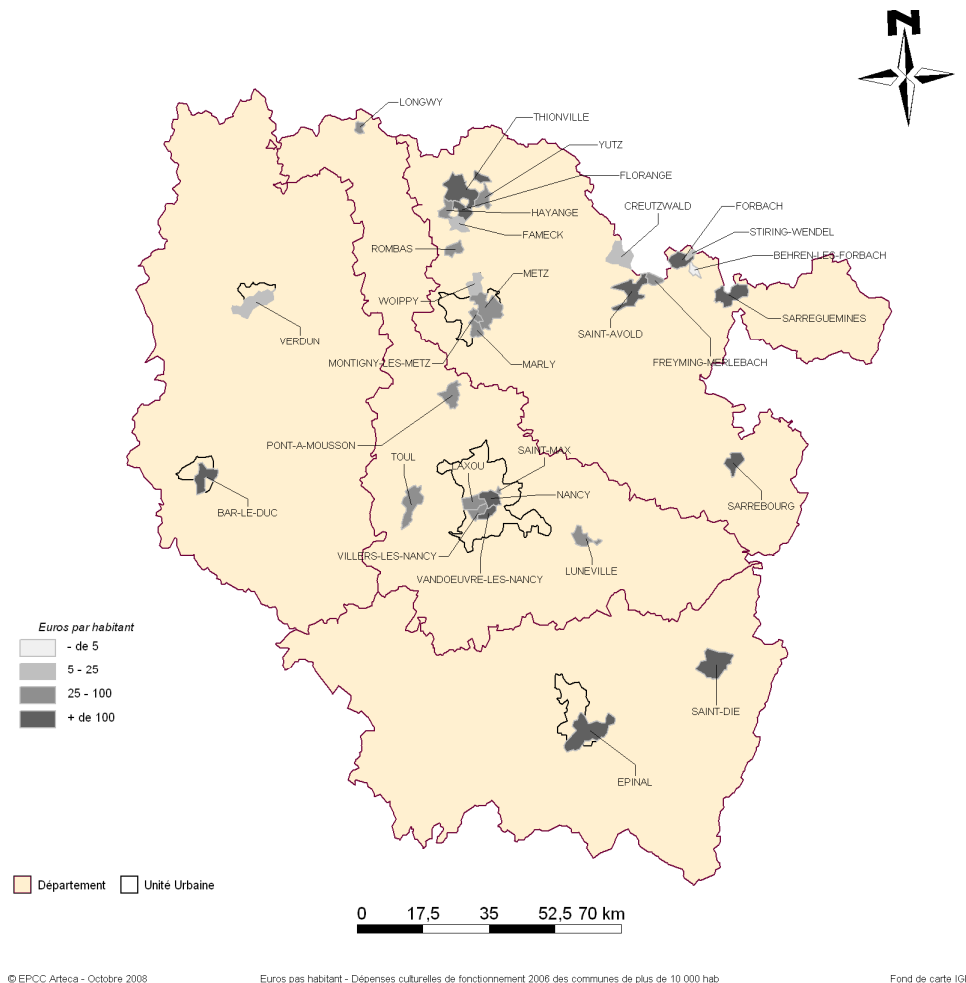 N
LONGWY
THIONVILLE
YUTZ
FLORANGE
HAYANGE
CREUTZWALD
FORBACH
STIRING-WENDEL
FAMECK
ROMBAS
BEHREN-LES-FORBACH
METZ
WOIPPY
SARREGUEMINES
VERDUN
SAINT-AVOLD
MONTIGNY-LES-METZ
MARLY
FREYMING-MERLEBACH
PONT-A-MOUSSON
SAINT-MAX
TOUL
LAXOU
NANCY
SARREBOURG
BAR-LE-DUC
VILLERS-LES-NANCY
VANDOEUVRE-LES-NANCY
LUNEVILLE
Euros par habitant
- de 5
5 - 25
25 - 100
+ de 100
SAINT-DIE
EPINAL
Département
Unité Urbaine
0 17,5 35 52,5 70 km
© EPCC Arteca - Octobre 2008
Euros pas habitant - Dépenses culturelles de fonctionnement 2006 des communes de plus de 10 000 hab
Fond de carte